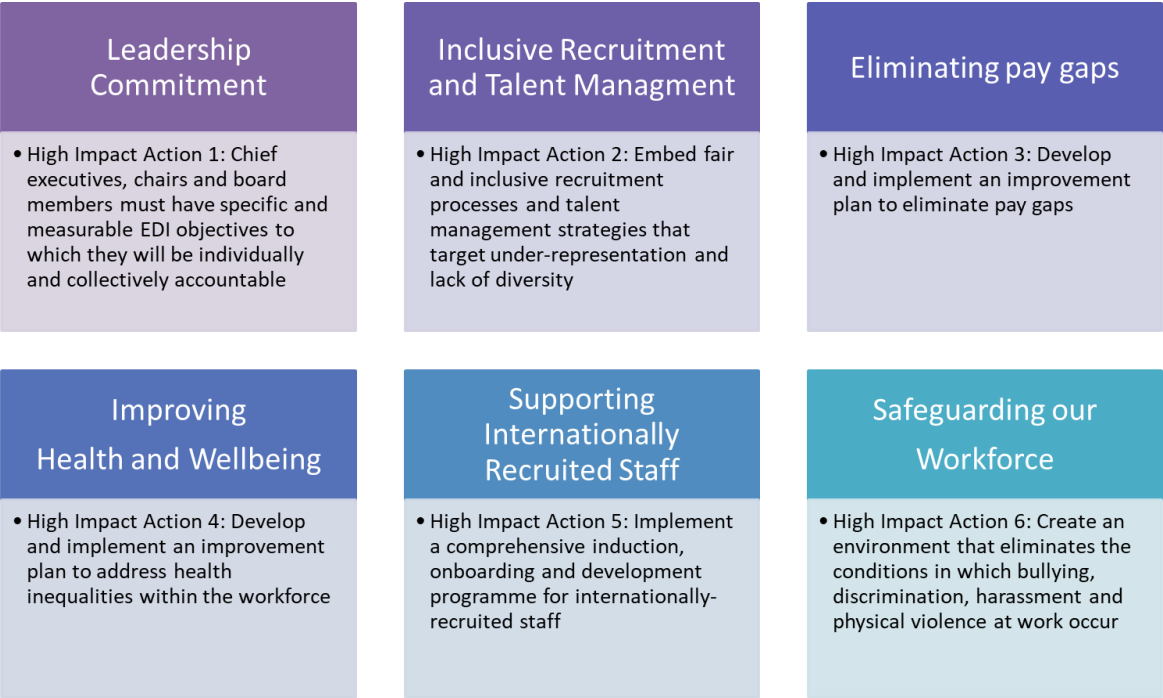 Leadership
Commitment
• High Impact Action 1: Chief
executives, chairs and board
members must have specific and
measurable EDI objectives to
which they will be individually
and collectively accountable
Inclusive Recruitment
and Talent Managment
• High Impact Action 2: Embed fair
and inclusive recruitment
processes and talent
management strategies that
target under-representation and
lack of diversity
Eliminating pay gaps
• High Impact Action 3: Develop
and implement an improvement
plan to eliminate pay gaps
Improving
Health and Wellbeing
• High Impact Action 4: Develop
and implement an improvement
plan to address health
inequalities within the workforce
Supporting
Internationally
Recruited Staff
• High Impact Action 5: Implement
a comprehensive induction,
onboarding and development
programme for internationally-
recruited staff
Safeguarding our
Workforce
• High Impact Action 6: Create an
environment that eliminates the
conditions in which bullying,
discrimination, harassment and
physical violence at work occur